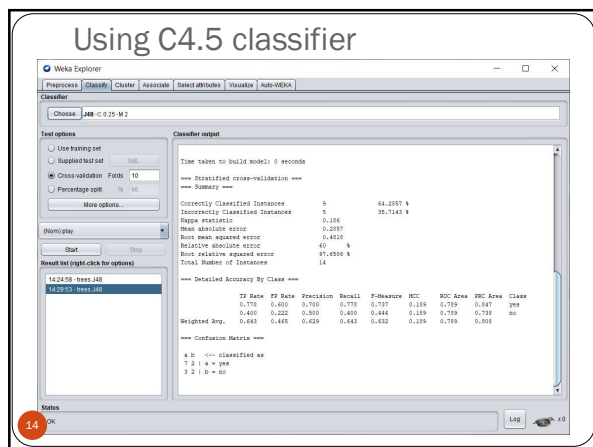 Using C4.5 classifier
Weka Explorer
Preprocess Classify Cluster Associate Select attributes Visualize Auto-WEKA
Classifier
Choose J48 -C 0.25 -M 2
Test options
Use training set
Supplied test set Set...
Cross-validation Folds 10
Percentage split % 66
More options...
(Nom) play
Start Stop
Result list (right-click for options)
14:24:58 - trees.J48
14:29:53 - trees.J48
Classifier output
Time taken to build model: 0 seconds
=== Stratified cross-validation ===
=== Summary ===
Correctly Classified Instances 9 64.2857 %
Incorrectly Classified Instances 5 35.7143 %
Kappa statistic 0.186
Mean absolute error 0.2857
Root mean squared error 0.4818
Relative absolute error 60 %
Root relative squared error 97.6586 %
Total Number of Instances 14
=== Detailed Accuracy By Class ===
TP Rate FP Rate Precision Recall F-Measure MCC ROC Area PRC Area Class
0.778 0.600 0.700 0.778 0.737 0.189 0.789 0.847 yes
0.400 0.222 0.500 0.400 0.444 0.189 0.789 0.738 no
Weighted Avg. 0.643 0.465 0.629 0.643 0.632 0.189 0.789 0.808
=== Confusion Matrix ===
a b <-- classified as
7 2 | a = yes
3 2 | b = no
Status
OK
Log x 0
14